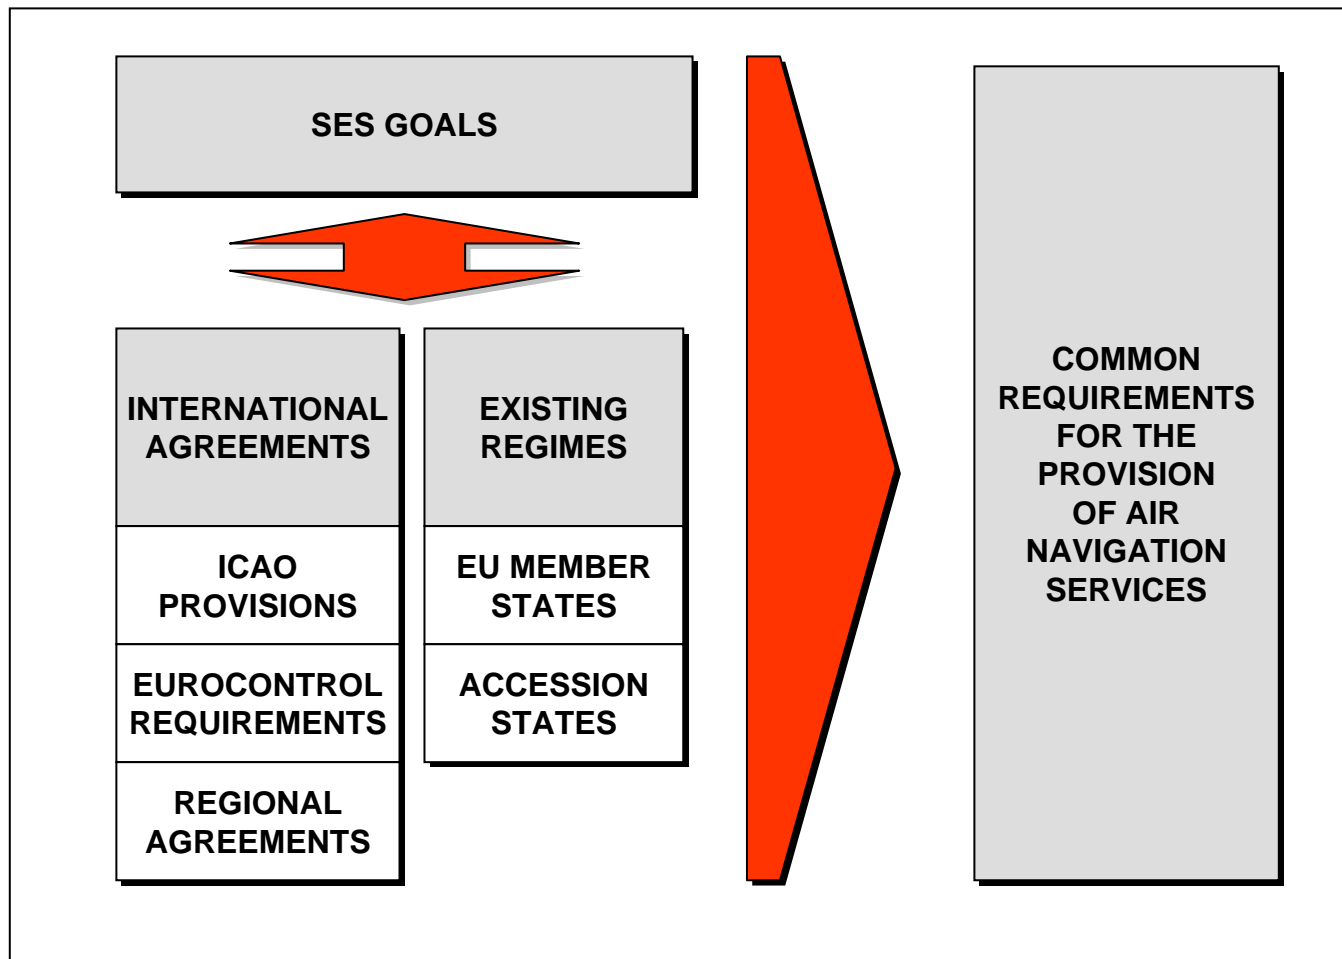 SES GOALS
INTERNATIONAL
AGREEMENTS
ICAO
PROVISIONS
EUROCONTROL
REQUIREMENTS
REGIONAL
AGREEMENTS
EXISTING
REGIMES
EU MEMBER
STATES
ACCESSION
STATES
COMMON
REQUIREMENTS
FOR THE
PROVISION
OF AIR
NAVIGATION
SERVICES